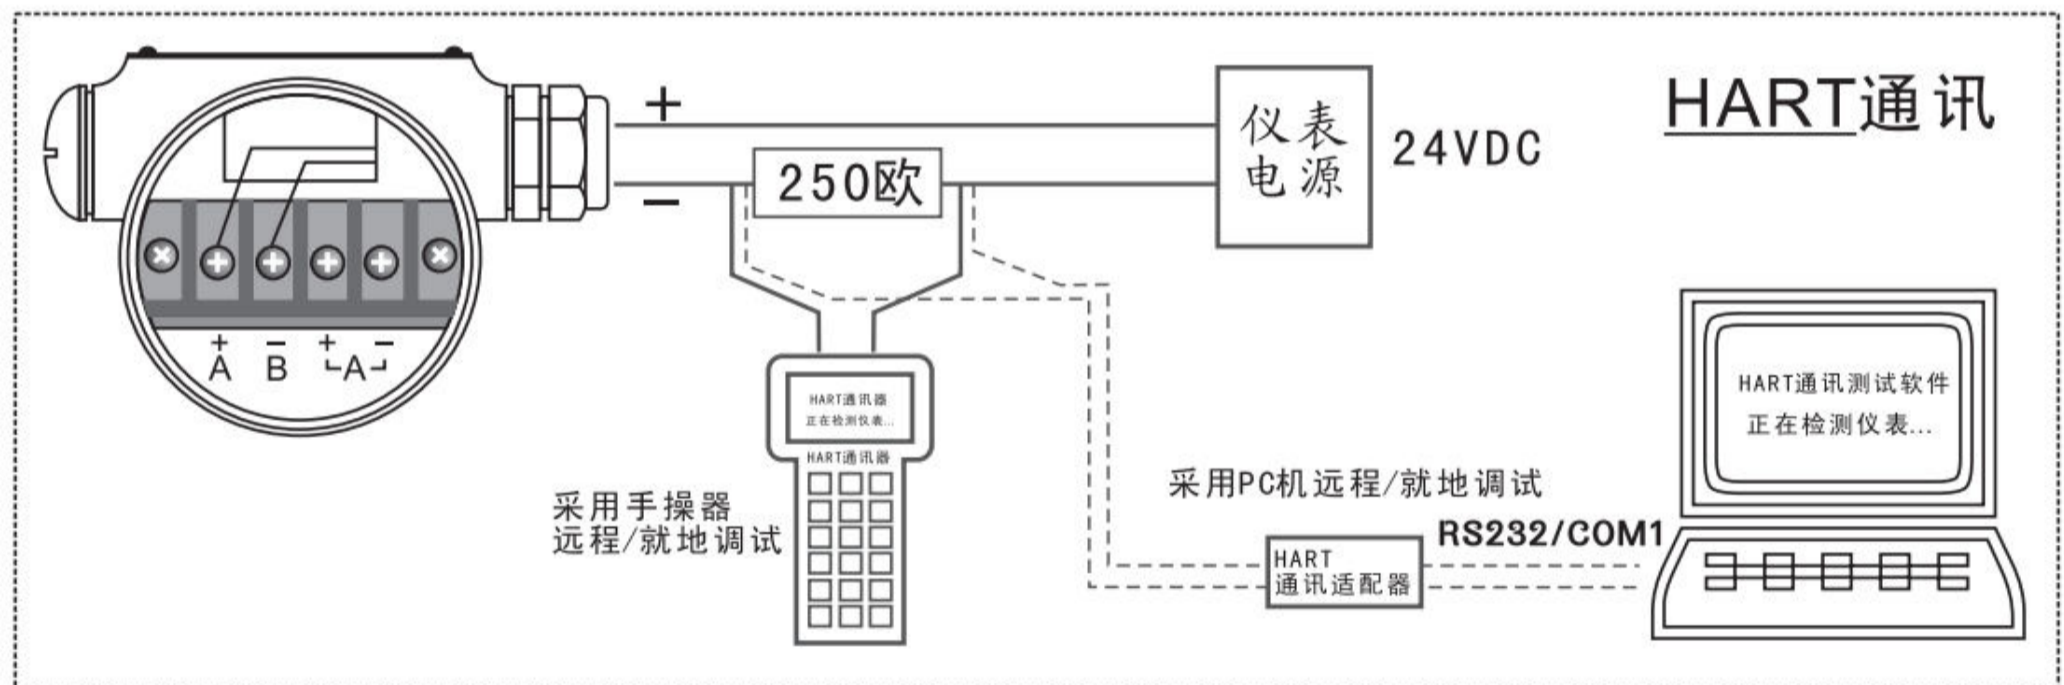 HART通讯
+
仪表
电源
24VDC
250欧
−
+ − + −
A B A
HART通讯器
正在检测仪表...
HART通讯器
采用手操器
远程/就地调试
采用PC机远程/就地调试
RS232/COM1
HART
通讯适配器
HART通讯测试软件
正在检测仪表...